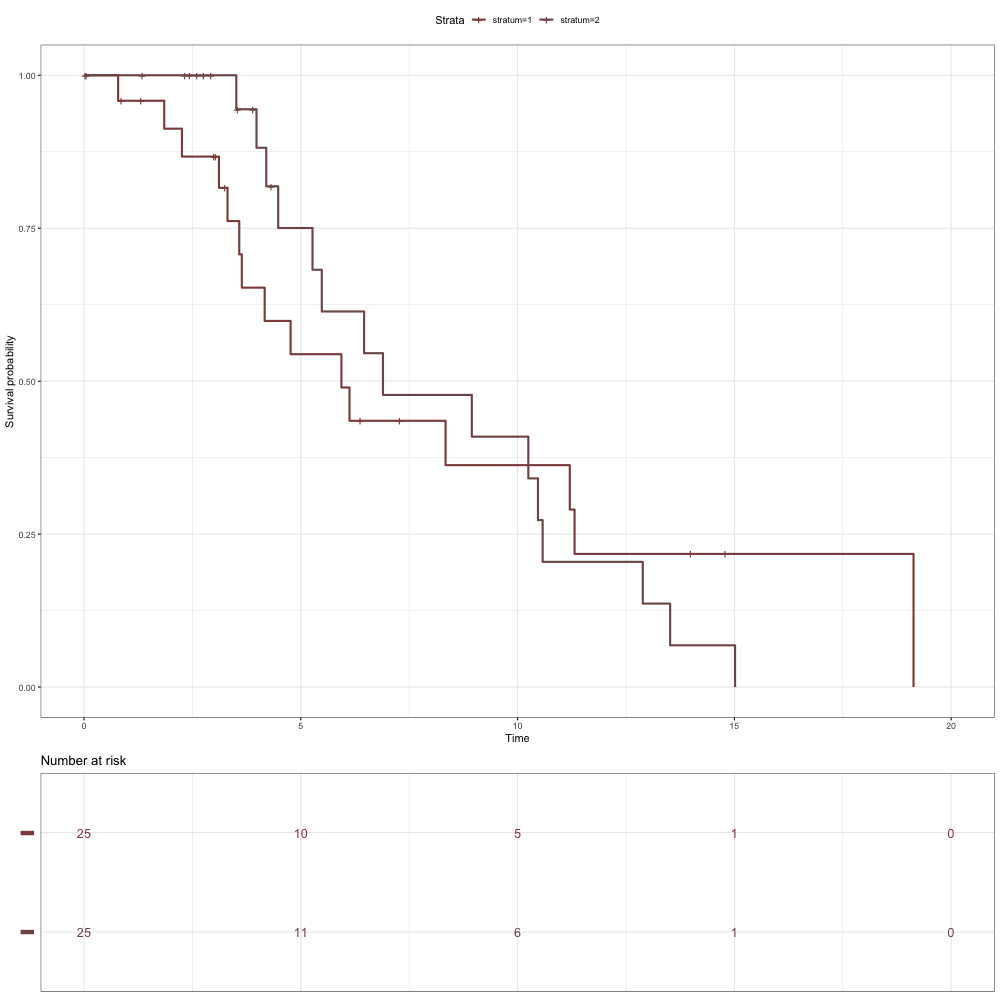 Strata stratum=1 stratum=2
1.00
0.75
0.50
0.25
0.00
Survival probability
0 5 10 15 20
Time
Number at risk
25 10 5 1 0
25 11 6 1 0